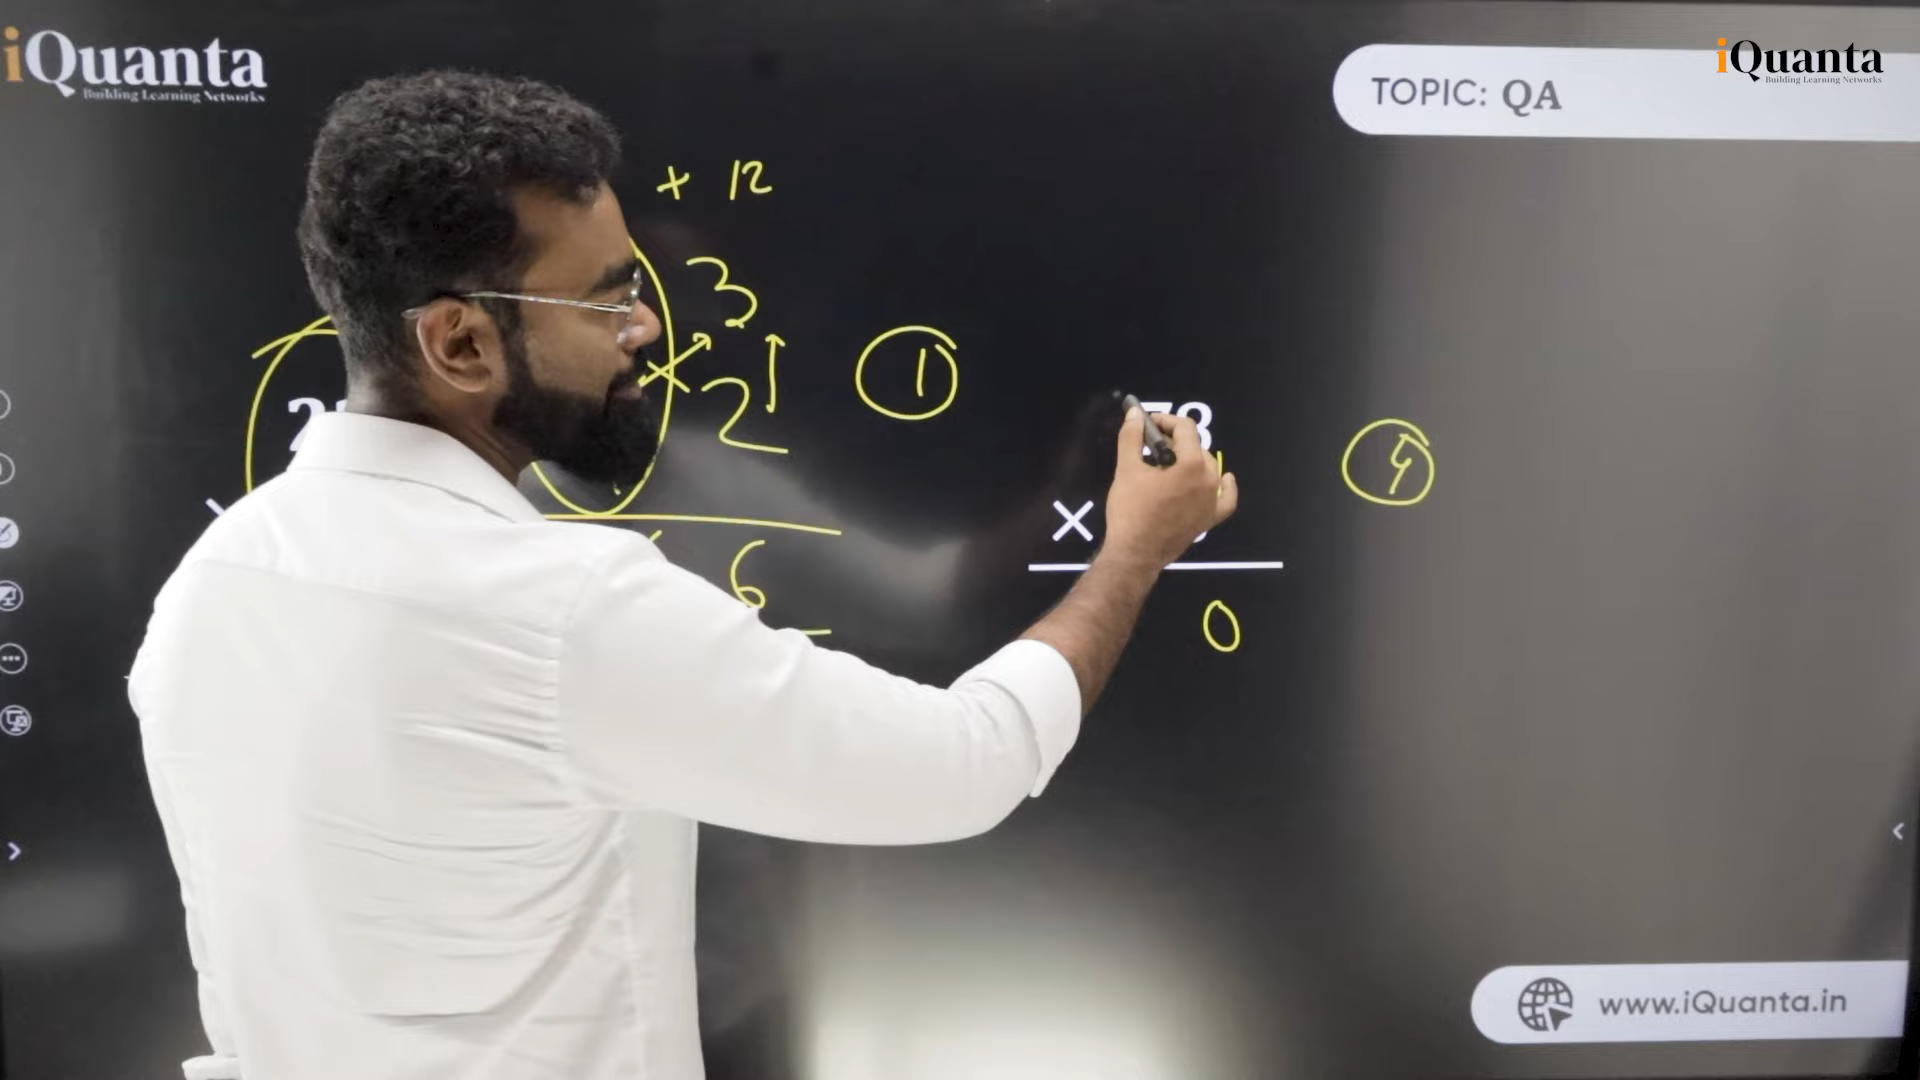 iQuanta
Building Learning Networks
TOPIC: QA
iQuanta
Building Learning Networks
+ 12
3
2
1
6
×
4
0
www.iQuanta.in